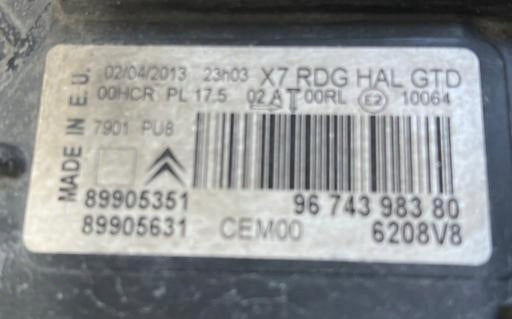 MADE IN E.U.
02/04/2013 23h03 X7 RDG HAL GTD
00HCR PL 17.5 02 A T 00RL E2 10064
7901 PU8
89905351 96 743 983 80
89905631 CEM00 6208V8